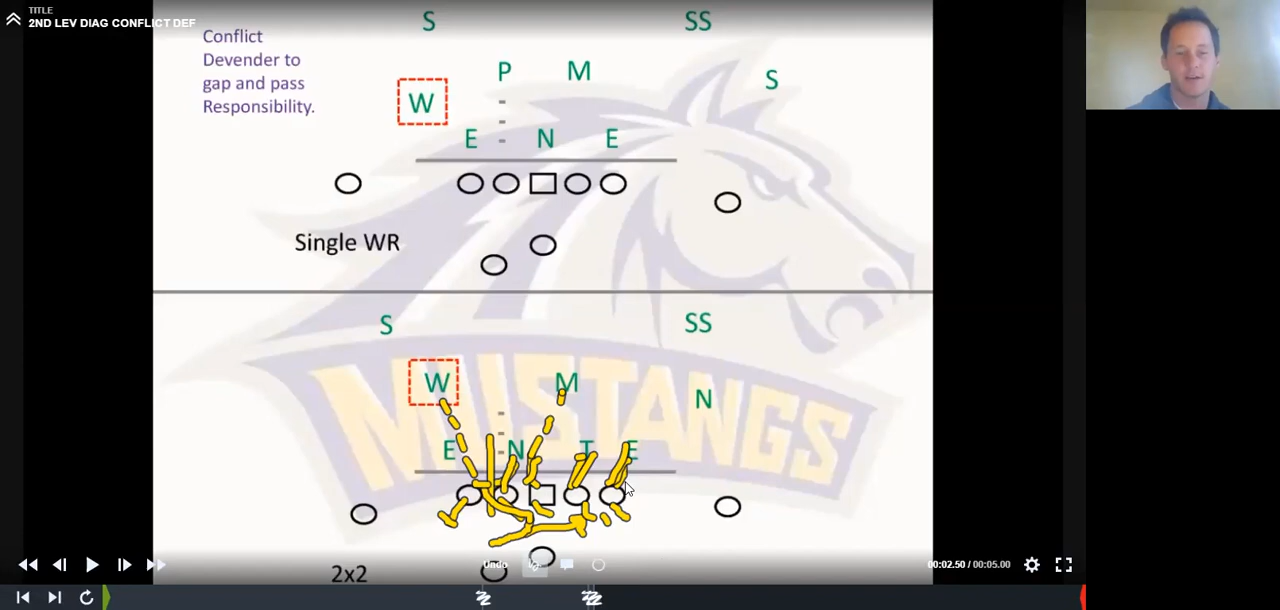 TITLE
2ND LEV DIAG CONFLICT DEF
S
SS
Conflict
Devender to
gap and pass
Responsibility.
P
M
S
W
E
N
E
Single WR
S
SS
W
M
N
MUSTANGS
E
N
T
E
Undo
00:02.50 / 00:05.00
2x2